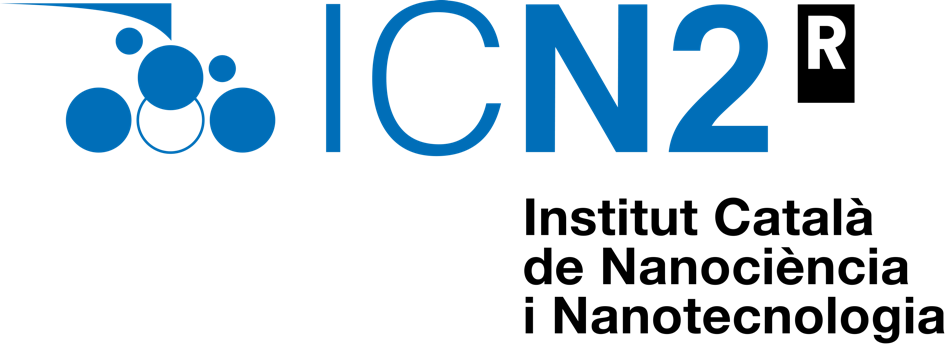 ICN2 R
Institut Català
de Nanociència
i Nanotecnologia